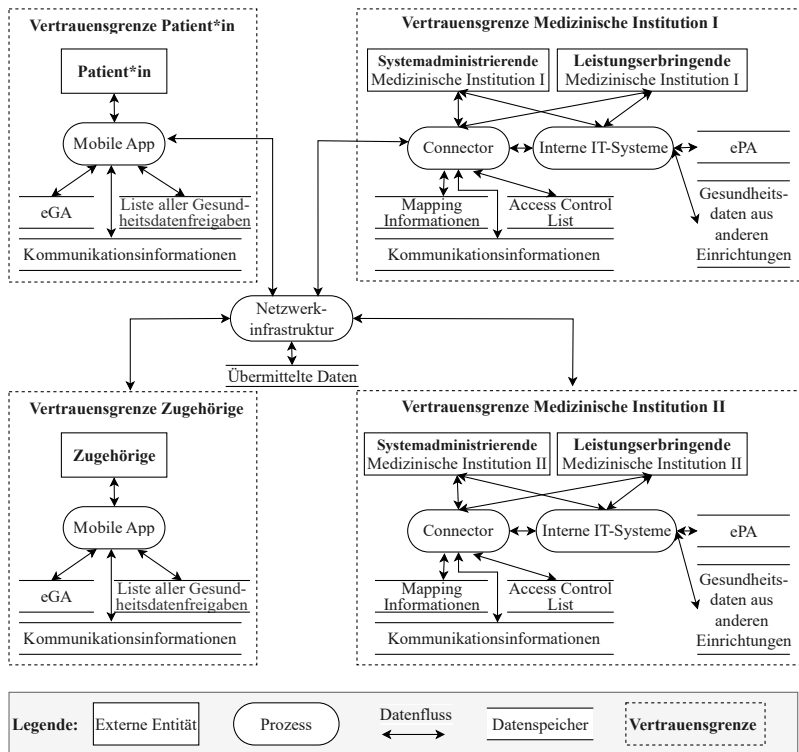 Vertrauensgrenze Patient*in
Patient*in
Mobile App
eGA
Liste aller Gesund-
heitsdatenfreigaben
Kommunikationsinformationen
Vertrauensgrenze Medizinische Institution I
Systemadministrierende
Medizinische Institution I
Leistungserbringende
Medizinische Institution I
Connector
Interne IT-Systeme
ePA
Mapping
Informationen
Access Control
List
Gesundheits-
daten aus
anderen
Einrichtungen
Kommunikationsinformationen
Netzwerk-
infrastruktur
Übermittelte Daten
Vertrauensgrenze Zugehörige
Zugehörige
Mobile App
eGA
Liste aller Gesund-
heitsdatenfreigaben
Kommunikationsinformationen
Vertrauensgrenze Medizinische Institution II
Systemadministrierende
Medizinische Institution II
Leistungserbringende
Medizinische Institution II
Connector
Interne IT-Systeme
ePA
Mapping
Informationen
Access Control
List
Gesundheits-
daten aus
anderen
Einrichtungen
Kommunikationsinformationen
Legende:
Externe Entität
Prozess
Datenfluss
Datenspeicher
Vertrauensgrenze